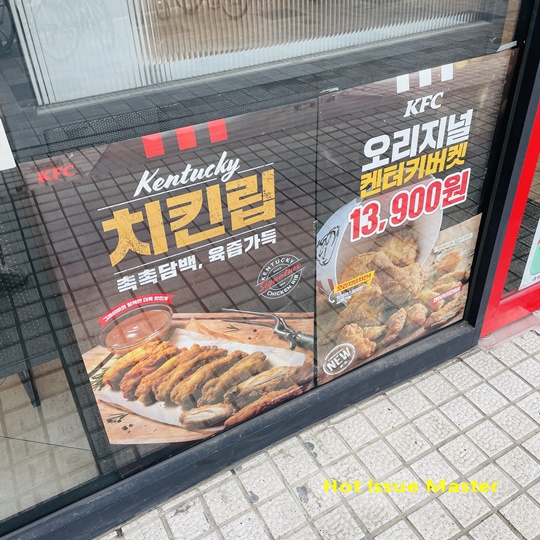 KFC
Kentucky
치킨립
촉촉담백, 육즙가득
KENTUCKY
Signature
CHICKEN RIB
KFC
오리지널
켄터키버켓
13,900원
NEW
Hot Issue Master